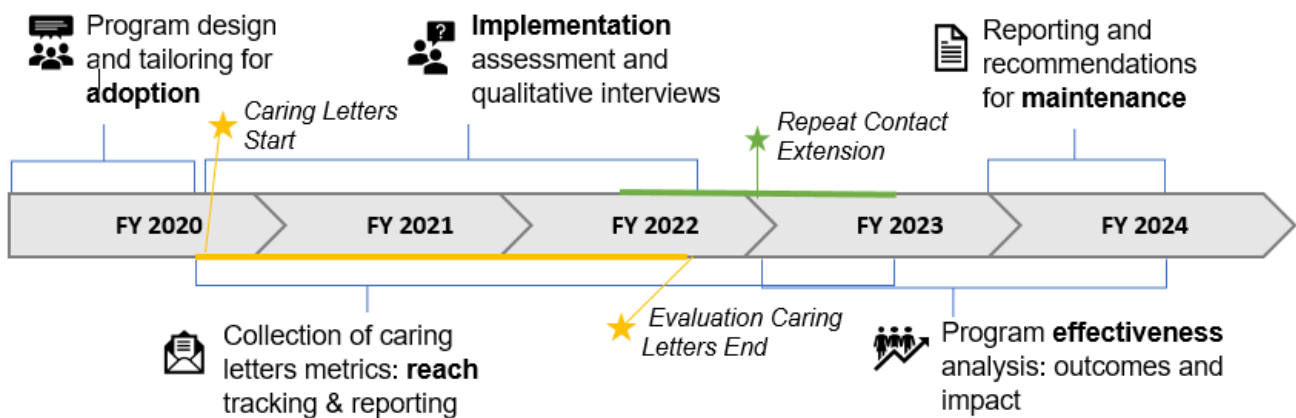 Program design
and tailoring for
adoption
Implementation
assessment and
qualitative interviews
Reporting and
recommendations
for maintenance
Caring Letters
Start
Repeat Contact
Extension
FY 2020
FY 2021
FY 2022
FY 2023
FY 2024
Evaluation Caring
Letters End
Collection of caring
letters metrics: reach
tracking & reporting
Program effectiveness
analysis: outcomes and
impact